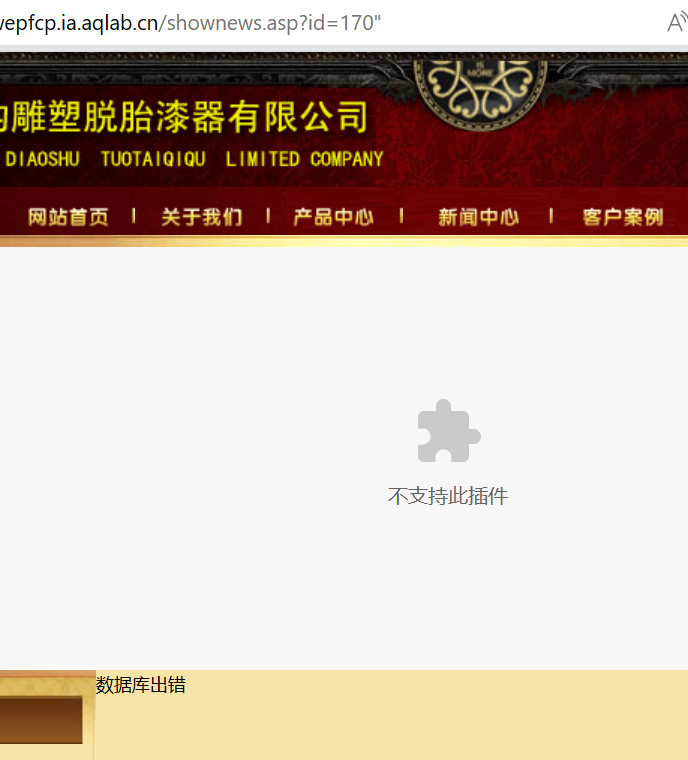 vepfcp.ia.aqlab.cn/shownews.asp?id=170"
IS
MORE
雕塑脱胎漆器有限公司
DIAOSHU TUOTAIQIQU LIMITED COMPANY
网站首页 | 关于我们 | 产品中心 | 新闻中心 | 客户案例
不支持此插件
数据库出错